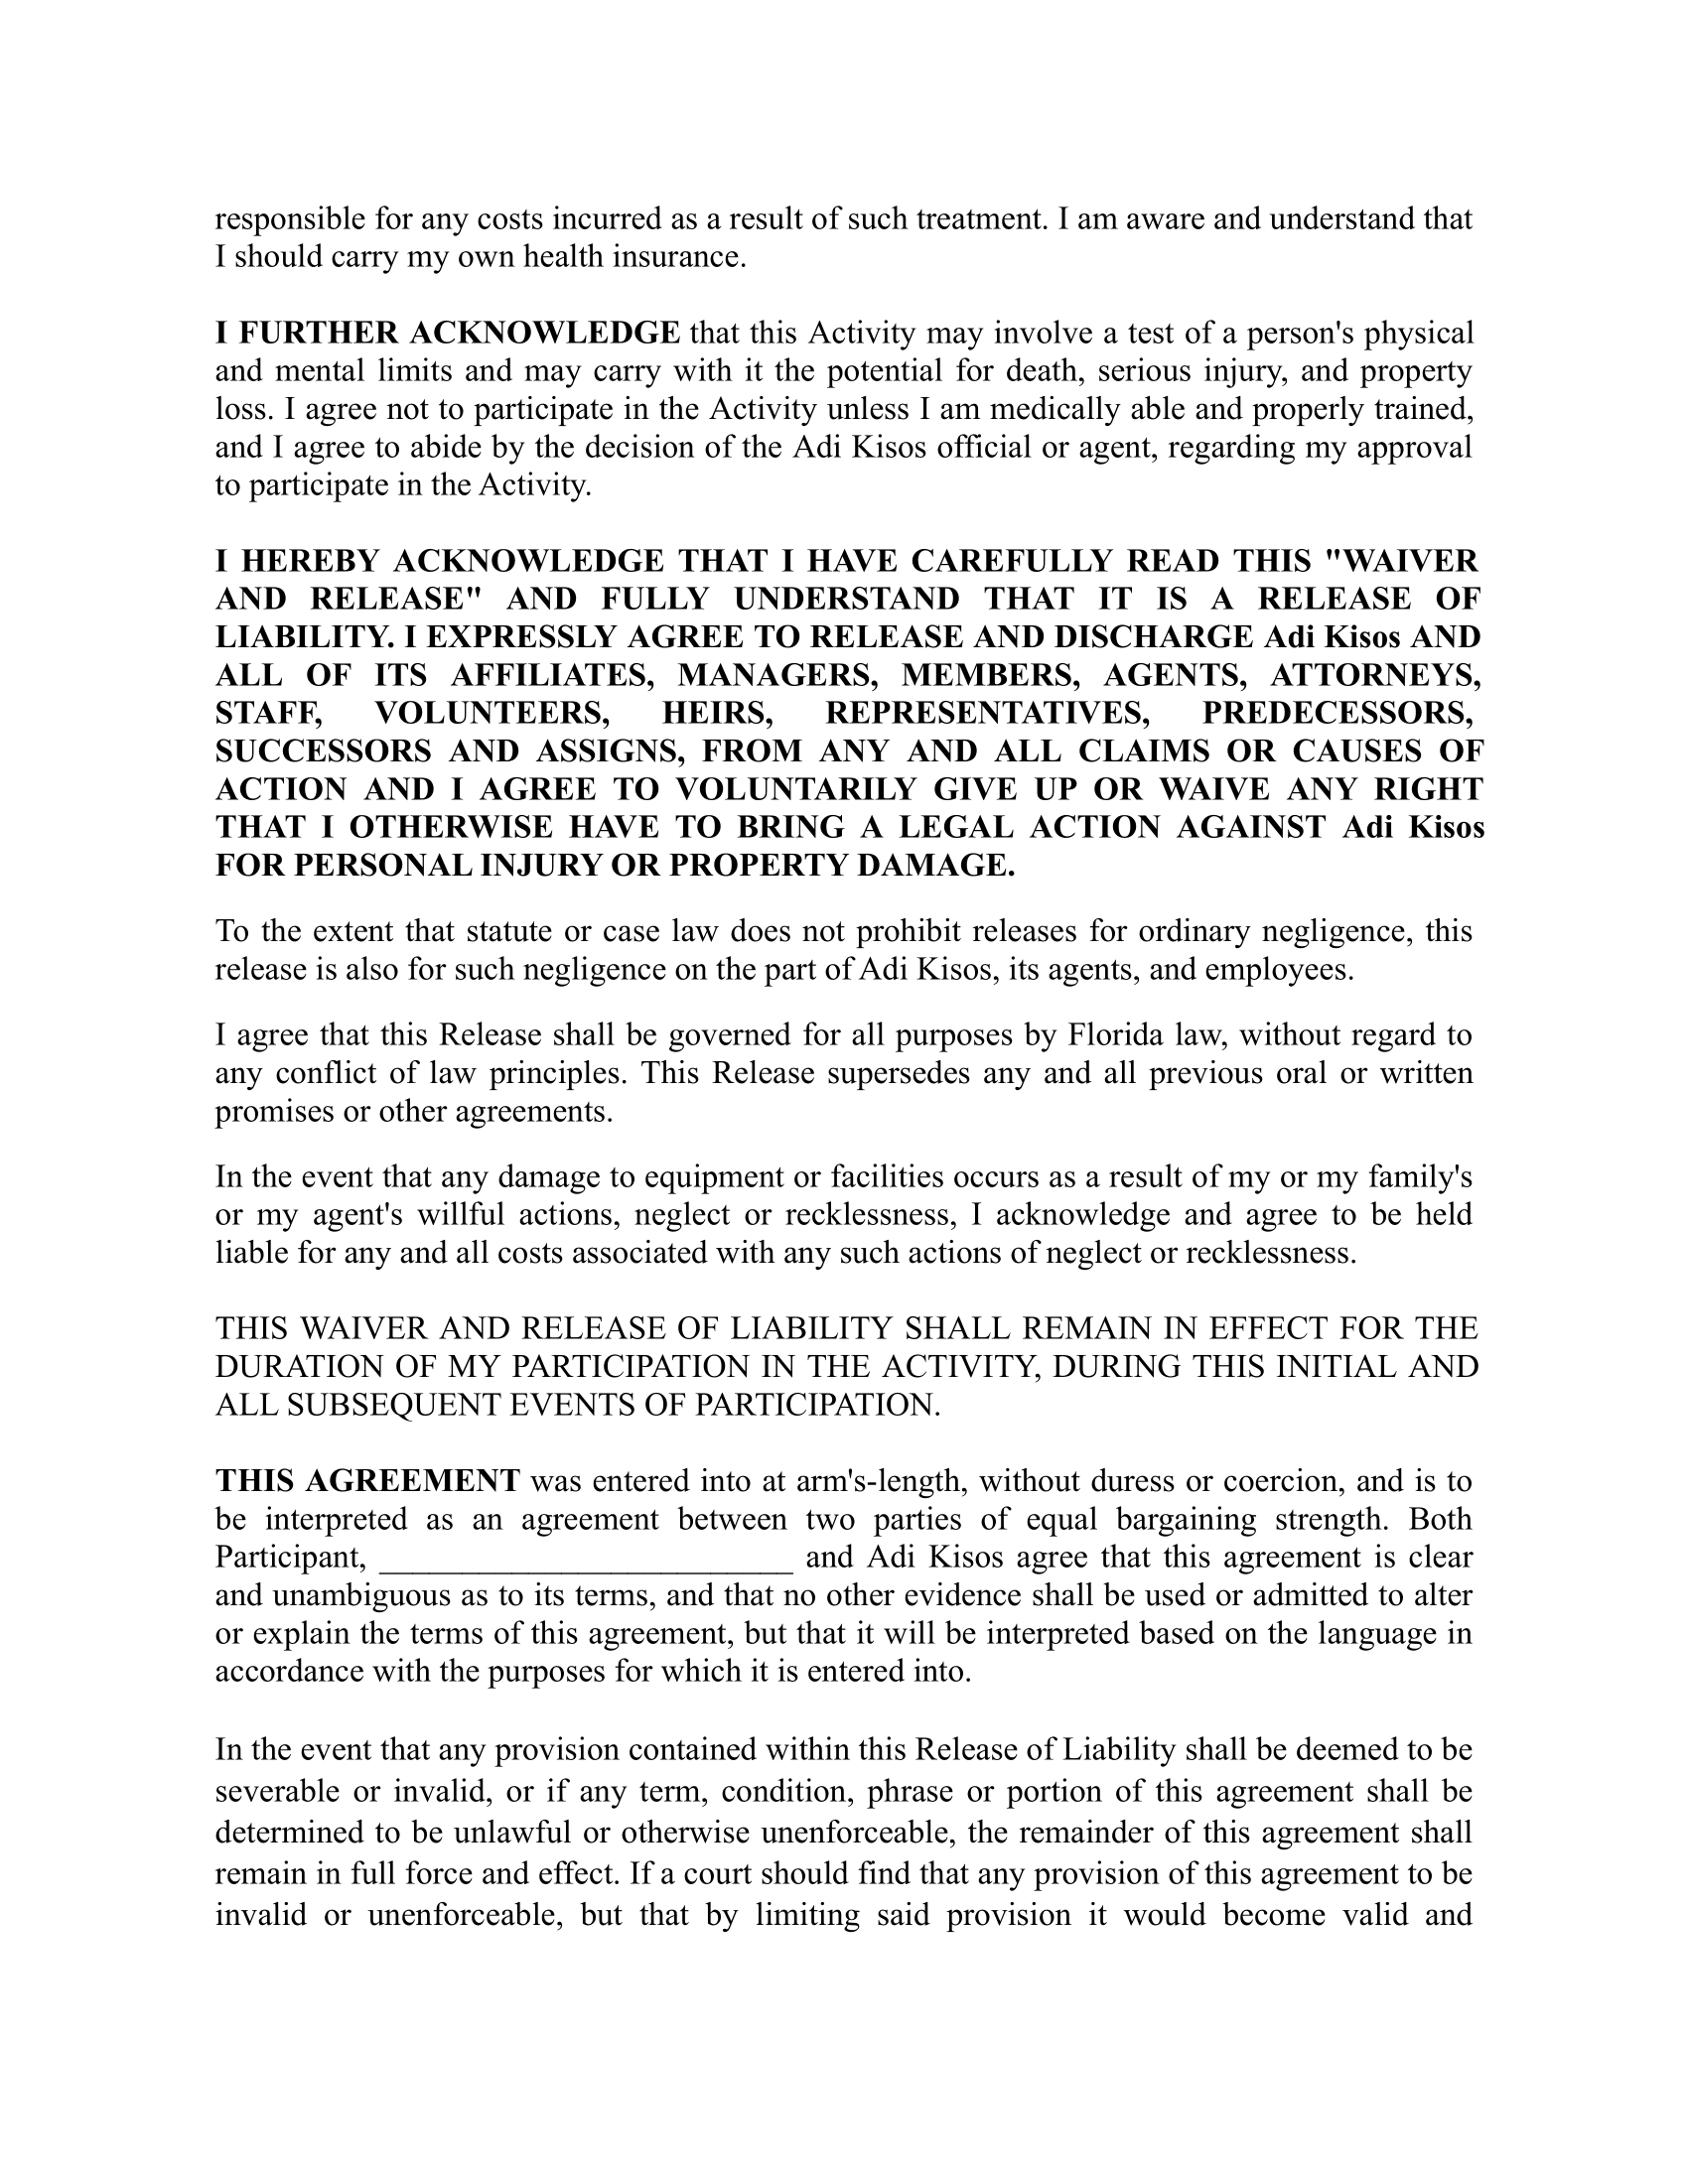 responsible for any costs incurred as a result of such treatment. I am aware and understand that
I should carry my own health insurance.
I FURTHER ACKNOWLEDGE that this Activity may involve a test of a person's physical
and mental limits and may carry with it the potential for death, serious injury, and property
loss. I agree not to participate in the Activity unless I am medically able and properly trained,
and I agree to abide by the decision of the Adi Kisos official or agent, regarding my approval
to participate in the Activity.
I HEREBY ACKNOWLEDGE THAT I HAVE CAREFULLY READ THIS "WAIVER
AND RELEASE" AND FULLY UNDERSTAND THAT IT IS A RELEASE OF
LIABILITY. I EXPRESSLY AGREE TO RELEASE AND DISCHARGE Adi Kisos AND
ALL OF ITS AFFILIATES, MANAGERS, MEMBERS, AGENTS, ATTORNEYS,
STAFF, VOLUNTEERS, HEIRS, REPRESENTATIVES, PREDECESSORS,
SUCCESSORS AND ASSIGNS, FROM ANY AND ALL CLAIMS OR CAUSES OF
ACTION AND I AGREE TO VOLUNTARILY GIVE UP OR WAIVE ANY RIGHT
THAT I OTHERWISE HAVE TO BRING A LEGAL ACTION AGAINST Adi Kisos
FOR PERSONAL INJURY OR PROPERTY DAMAGE.
To the extent that statute or case law does not prohibit releases for ordinary negligence, this
release is also for such negligence on the part of Adi Kisos, its agents, and employees.
I agree that this Release shall be governed for all purposes by Florida law, without regard to
any conflict of law principles. This Release supersedes any and all previous oral or written
promises or other agreements.
In the event that any damage to equipment or facilities occurs as a result of my or my family's
or my agent's willful actions, neglect or recklessness, I acknowledge and agree to be held
liable for any and all costs associated with any such actions of neglect or recklessness.
THIS WAIVER AND RELEASE OF LIABILITY SHALL REMAIN IN EFFECT FOR THE
DURATION OF MY PARTICIPATION IN THE ACTIVITY, DURING THIS INITIAL AND
ALL SUBSEQUENT EVENTS OF PARTICIPATION.
THIS AGREEMENT was entered into at arm's-length, without duress or coercion, and is to
be interpreted as an agreement between two parties of equal bargaining strength. Both
Participant, _________________________ and Adi Kisos agree that this agreement is clear
and unambiguous as to its terms, and that no other evidence shall be used or admitted to alter
or explain the terms of this agreement, but that it will be interpreted based on the language in
accordance with the purposes for which it is entered into.
In the event that any provision contained within this Release of Liability shall be deemed to be
severable or invalid, or if any term, condition, phrase or portion of this agreement shall be
determined to be unlawful or otherwise unenforceable, the remainder of this agreement shall
remain in full force and effect. If a court should find that any provision of this agreement to be
invalid or unenforceable, but that by limiting said provision it would become valid and